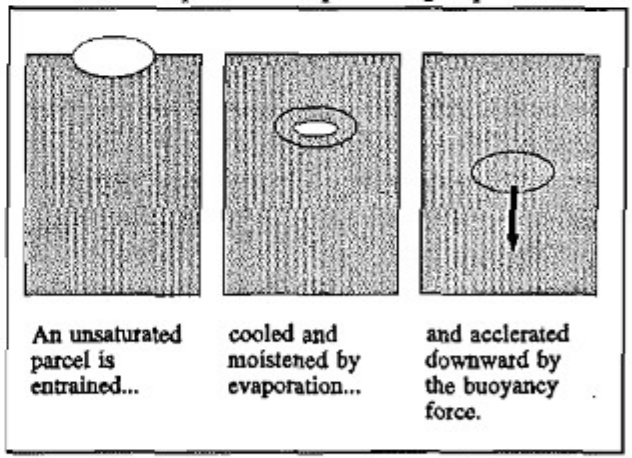 An unsaturated
parcel is
entrained...
cooled and
moistened by
evaporation...
and acclerated
downward by
the buoyancy
force.